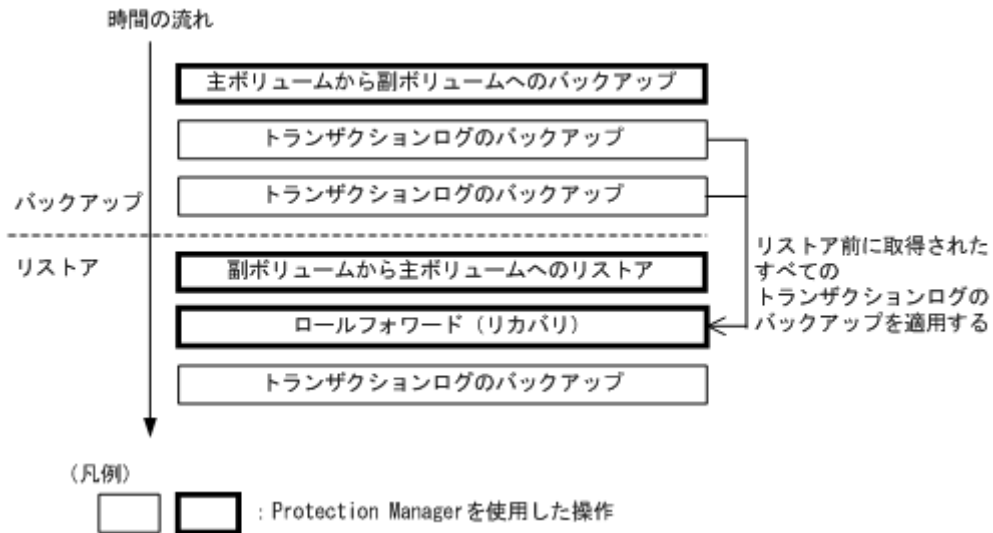 時間の流れ
主ボリュームから副ボリュームへのバックアップ
トランザクションログのバックアップ
トランザクションログのバックアップ
バックアップ
リストア
副ボリュームから主ボリュームへのリストア
ロールフォワード（リカバリ）
リストア前に取得された
すべての
トランザクションログの
バックアップを適用する
トランザクションログのバックアップ
（凡例）
：Protection Managerを使用した操作